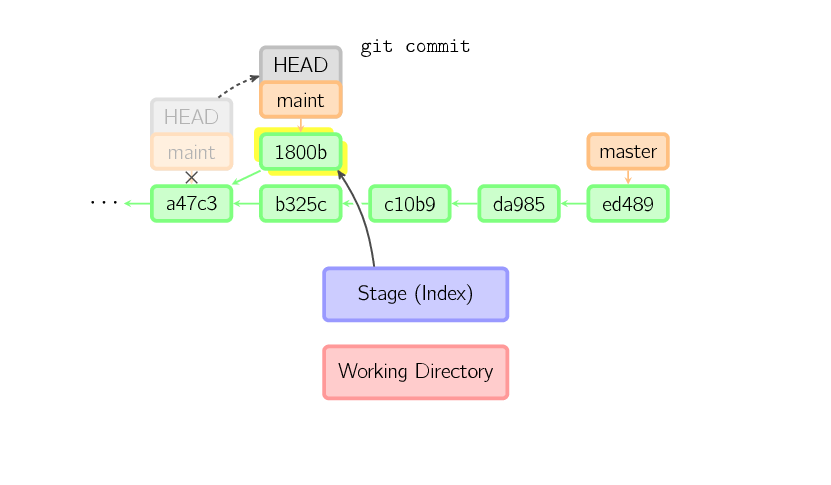 git commit
HEAD
maint
HEAD
maint
1800b
master
··· a47c3 b325c c10b9 da985 ed489
Stage (Index)
Working Directory